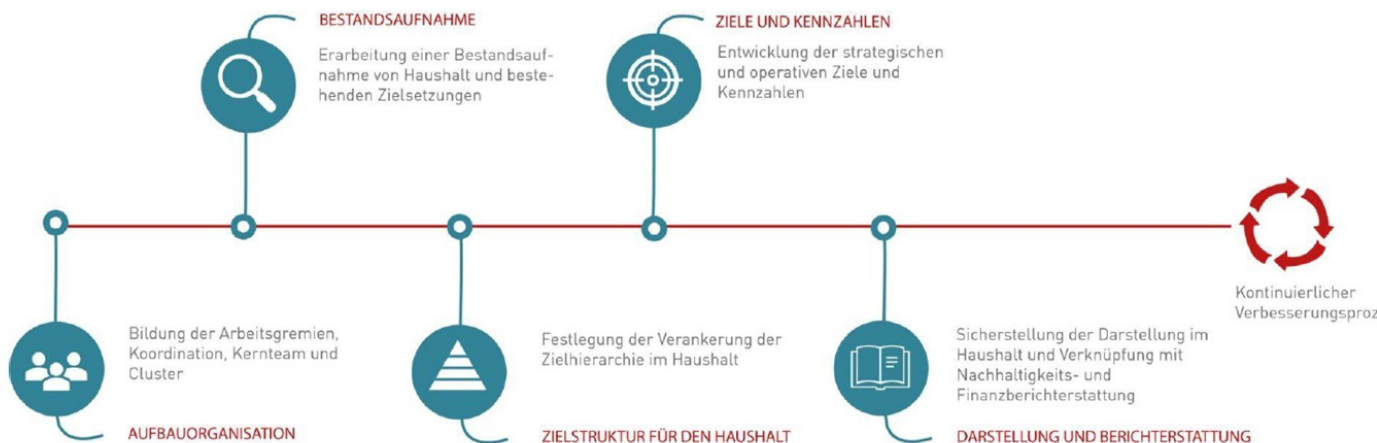 BESTANDSAUFNAHME
Erarbeitung einer Bestandsauf-
nahme von Haushalt und beste-
henden Zielsetzungen
ZIELE UND KENNZAHLEN
Entwicklung der strategischen
und operativen Ziele und
Kennzahlen
Kontinuierlicher
Verbesserungsproz
Bildung der Arbeitsgremien,
Koordination, Kernteam und
Cluster
AUFBAUORGANISATION
Festlegung der Verankerung der
Zielhierarchie im Haushalt
ZIELSTRUKTUR FÜR DEN HAUSHALT
Sicherstellung der Darstellung im
Haushalt und Verknüpfung mit
Nachhaltigkeits- und
Finanzberichterstattung
DARSTELLUNG UND BERICHTERSTATTUNG